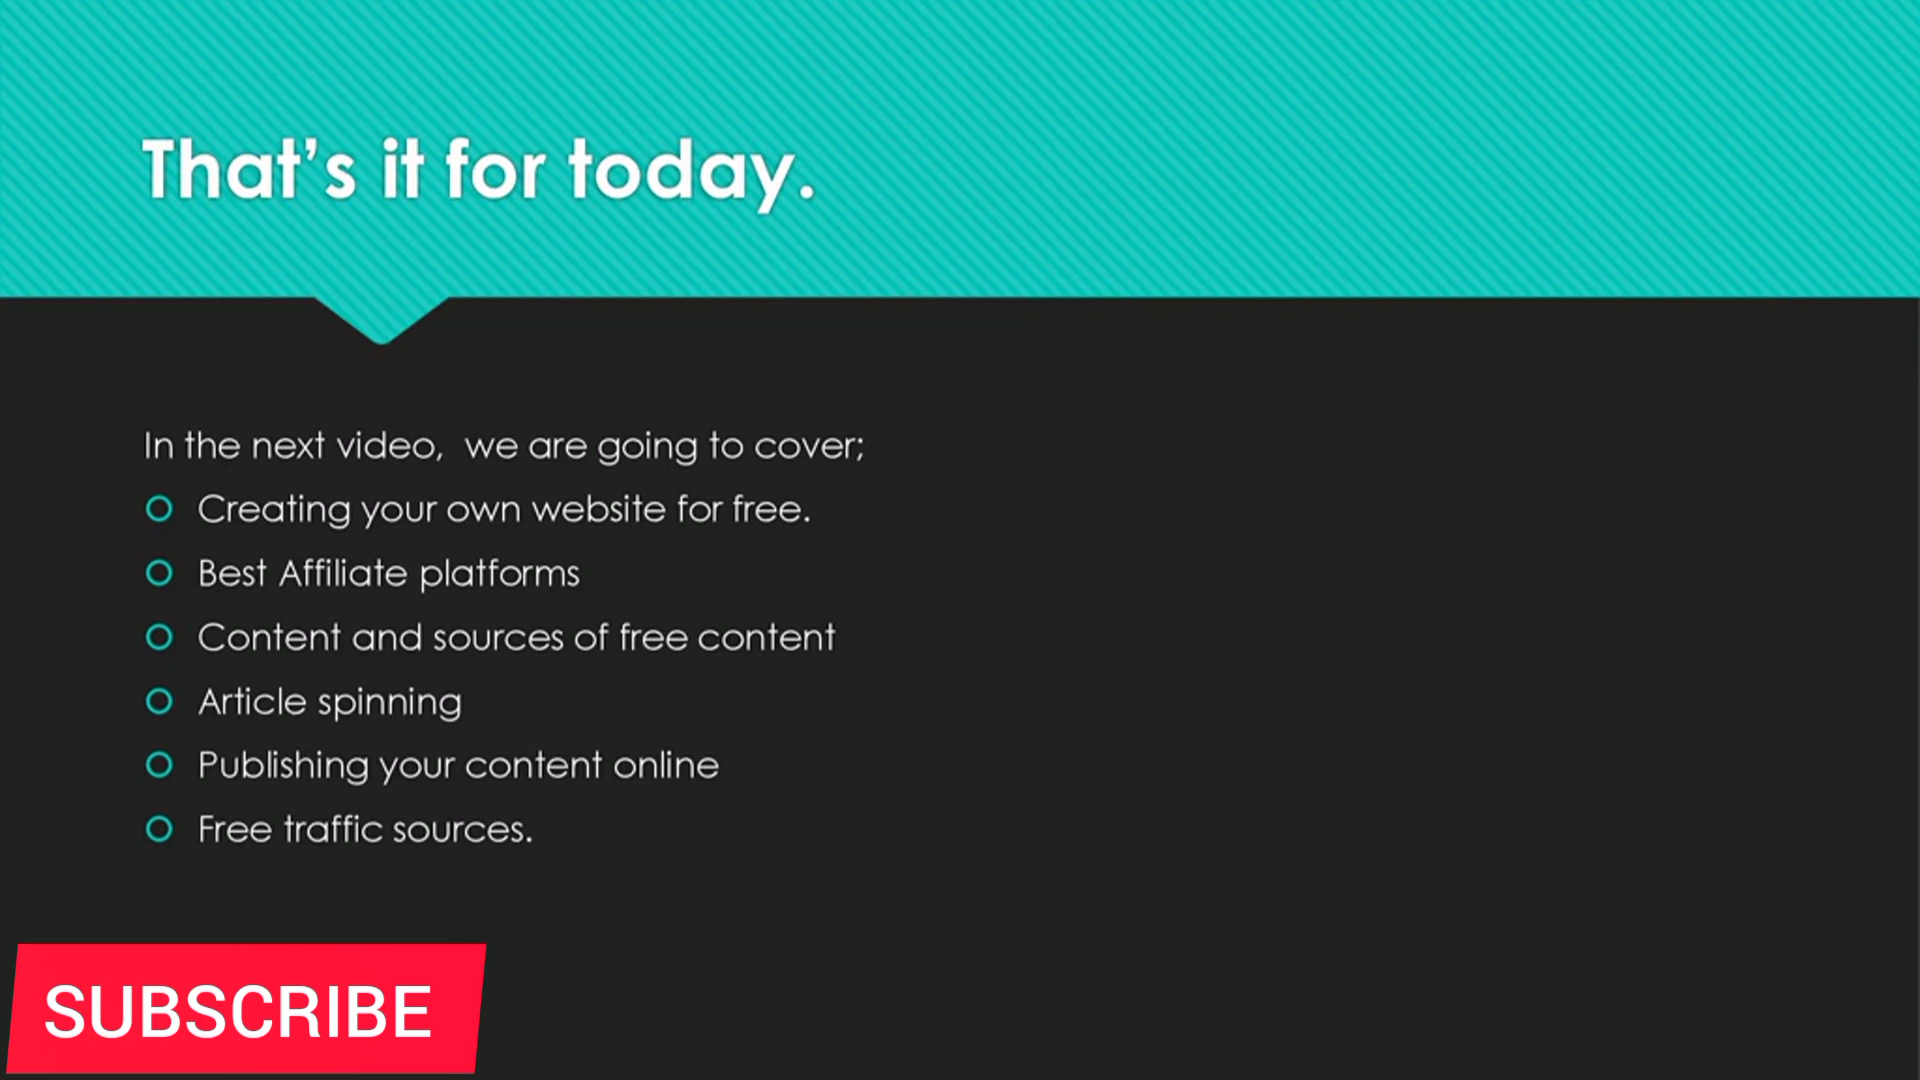 That’s it for today.
In the next video,  we are going to cover;
Creating your own website for free.
Best Affiliate platforms
Content and sources of free content
Article spinning
Publishing your content online
Free traffic sources.
SUBSCRIBE